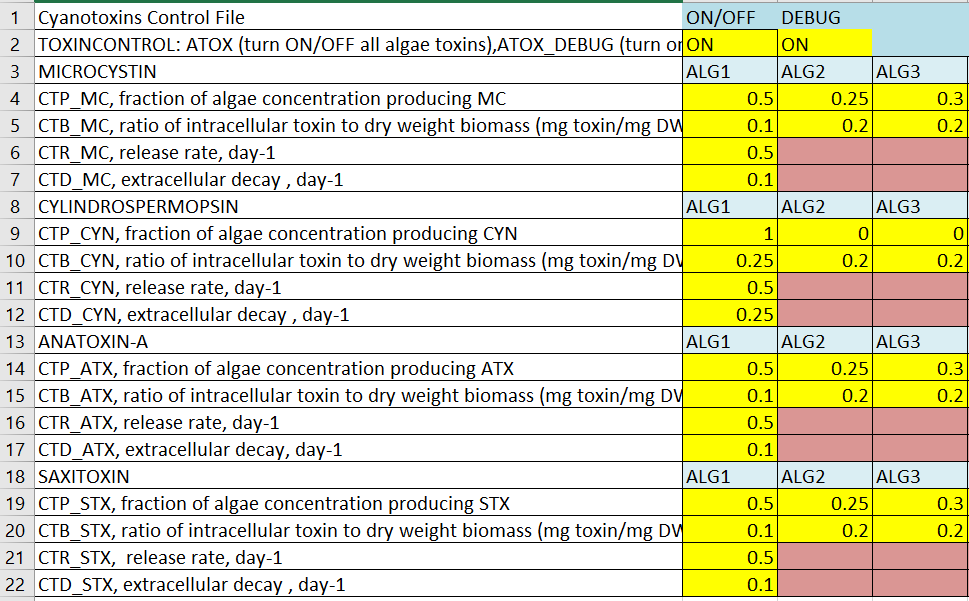 1 Cyanotoxins Control File ON/OFF DEBUG
2 TOXINCONTROL: ATOX (turn ON/OFF all algae toxins),ATOX_DEBUG (turn ON ON
3 MICROCYSTIN ALG1 ALG2 ALG3
4 CTP_MC, fraction of algae concentration producing MC 0.5 0.25 0.3
5 CTB_MC, ratio of intracellular toxin to dry weight biomass (mg toxin/mg DW 0.1 0.2 0.2
6 CTR_MC, release rate, day-1 0.5
7 CTD_MC, extracellular decay , day-1 0.1
8 CYLINDROSPERMOPSIN ALG1 ALG2 ALG3
9 CTP_CYN, fraction of algae concentration producing CYN 1 0 0
10 CTB_CYN, ratio of intracellular toxin to dry weight biomass (mg toxin/mg DW 0.25 0.2 0.2
11 CTR_CYN, release rate, day-1 0.5
12 CTD_CYN, extracellular decay , day-1 0.25
13 ANATOXIN-A ALG1 ALG2 ALG3
14 CTP_ATX, fraction of algae concentration producing ATX 0.5 0.25 0.3
15 CTB_ATX, ratio of intracellular toxin to dry weight biomass (mg toxin/mg DW 0.1 0.2 0.2
16 CTR_ATX, release rate, day-1 0.5
17 CTD_ATX, extracellular decay, day-1 0.1
18 SAXITOXIN ALG1 ALG2 ALG3
19 CTP_STX, fraction of algae concentration producing STX 0.5 0.25 0.3
20 CTB_STX, ratio of intracellular toxin to dry weight biomass (mg toxin/mg DW 0.1 0.2 0.2
21 CTR_STX, release rate, day-1 0.5
22 CTD_STX, extracellular decay , day-1 0.1